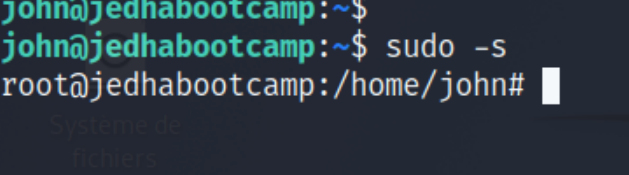 john@jedhabootcamp:~$
john@jedhabootcamp:~$ sudo -s
root@jedhabootcamp:/home/john#
Système de
fichiers